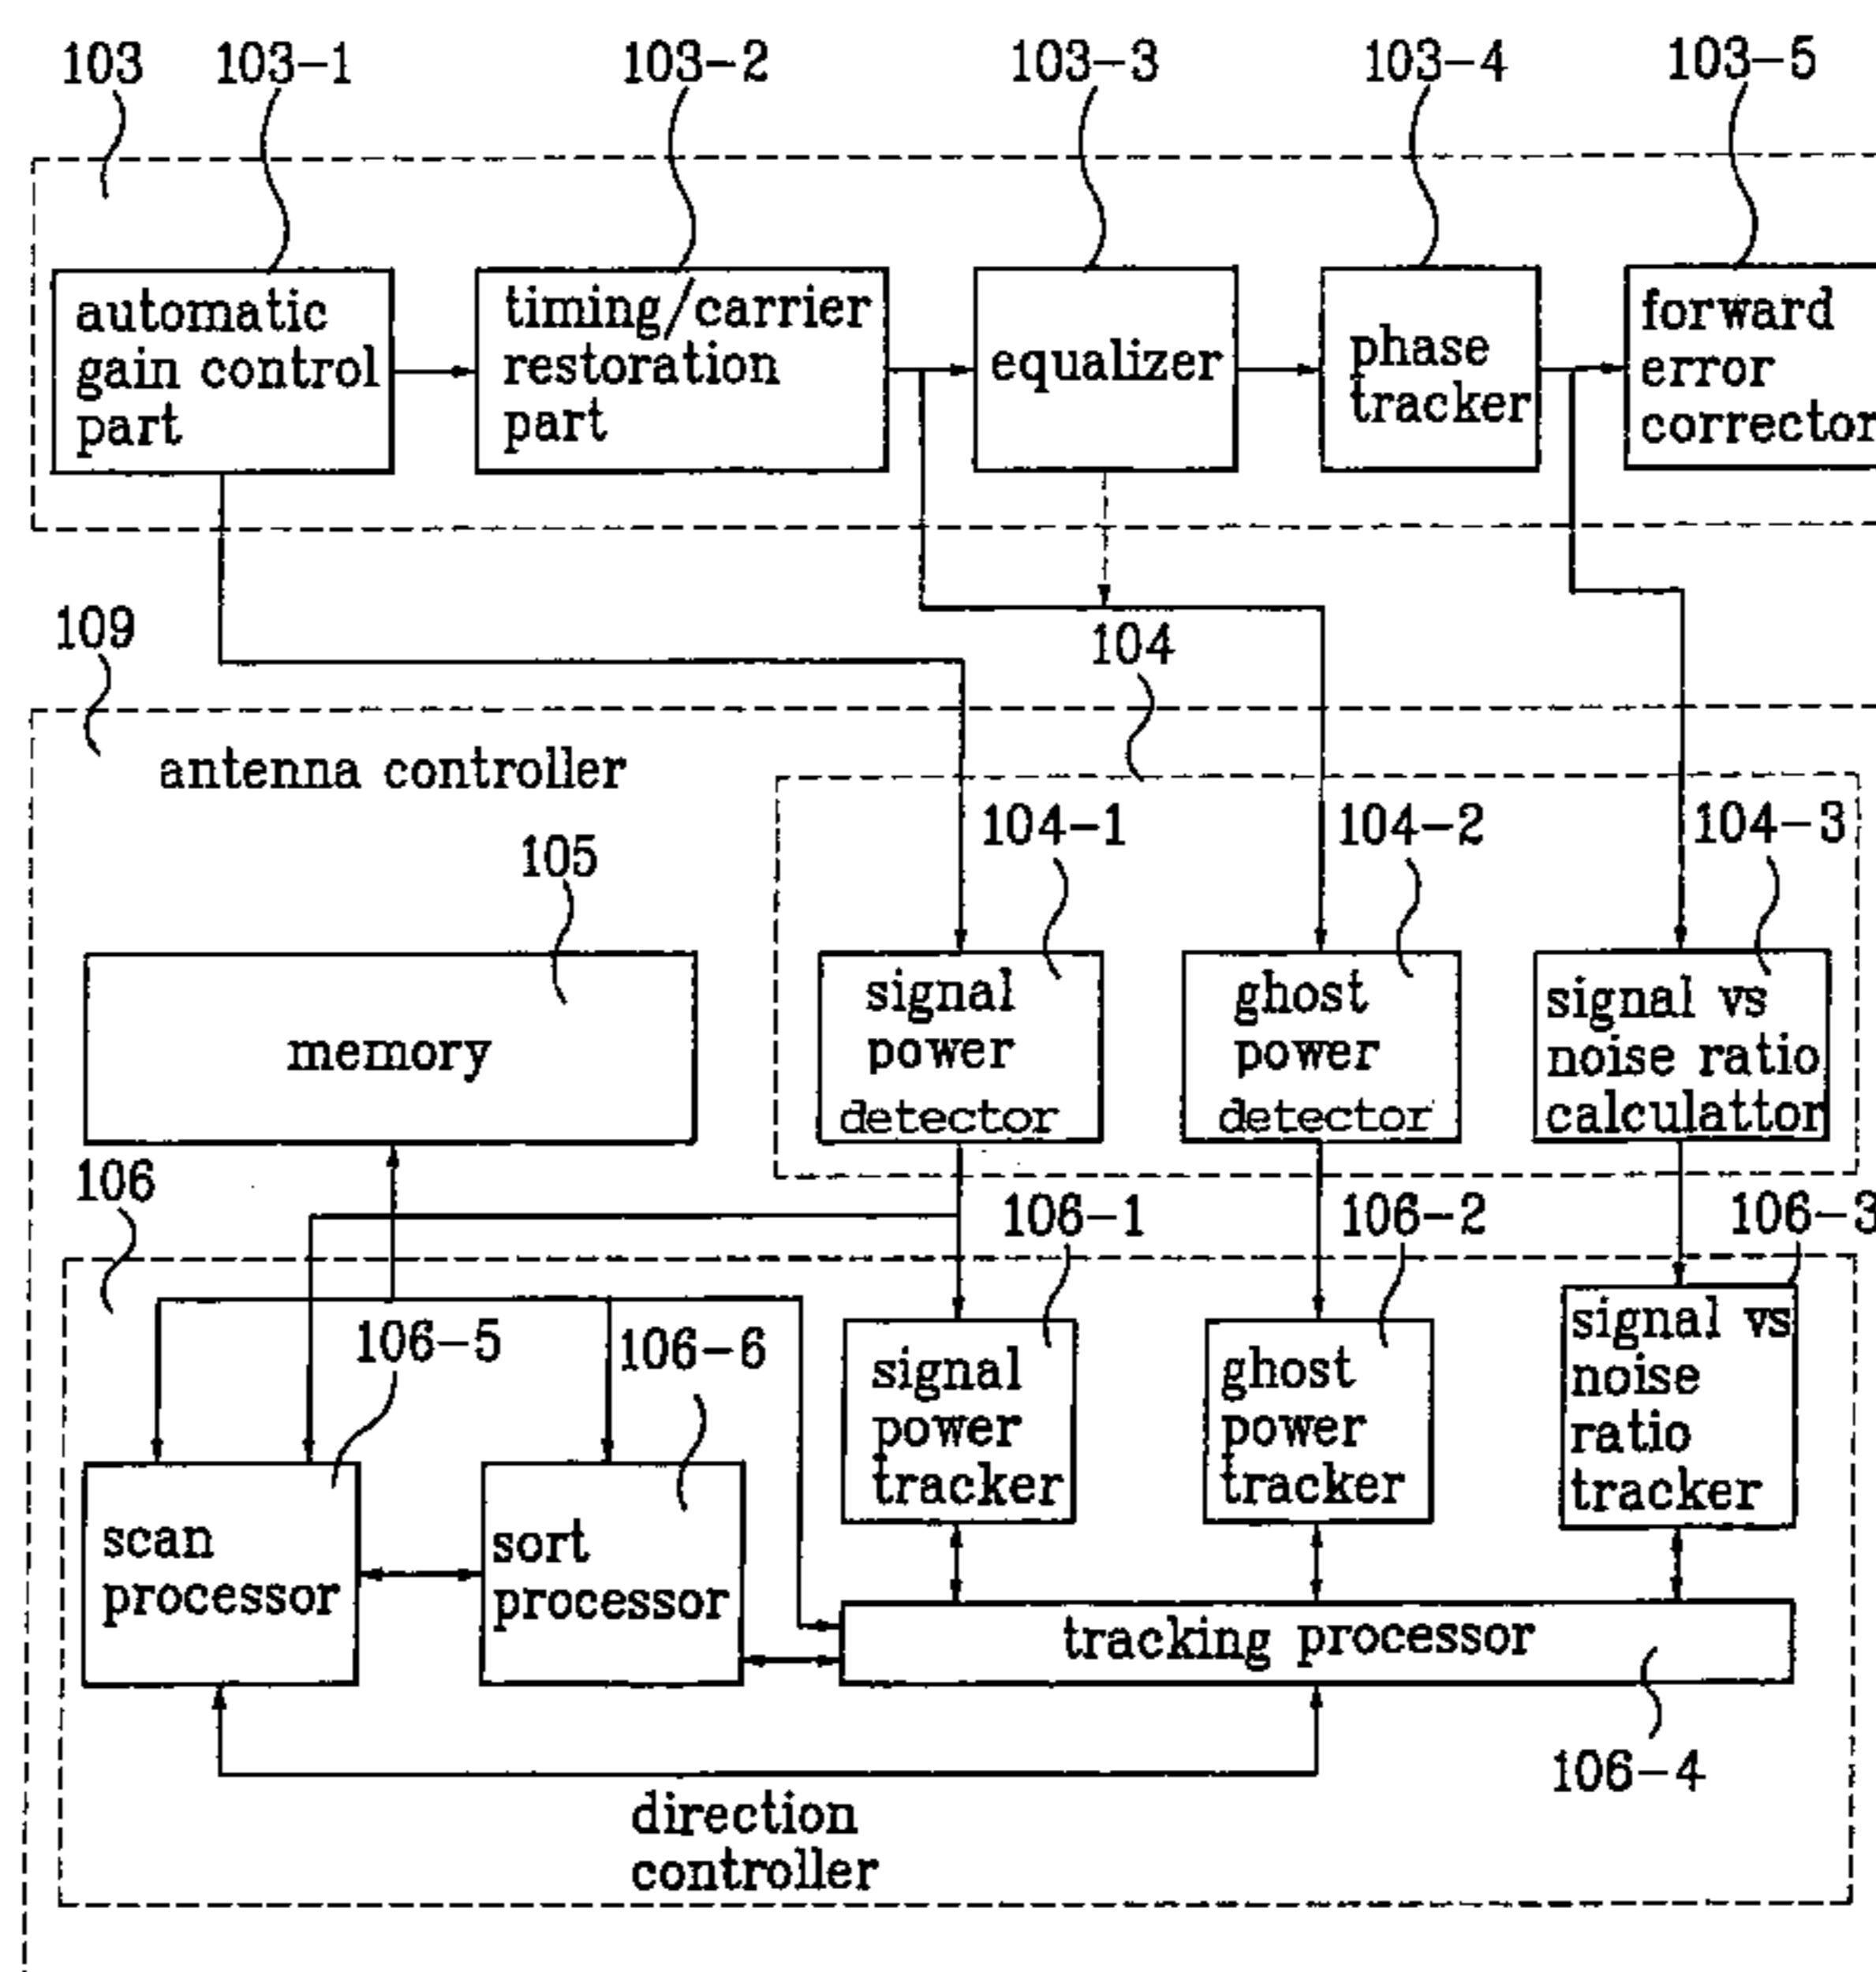 103 103-1 103-2 103-3 103-4 103-5
automatic
gain control
part
timing/carrier
restoration
part
equalizer
phase
tracker
forward
error
corrector
109
104
antenna controller
105
104-1
104-2
104-3
memory
signal
power
detector
ghost
power
detector
signal vs
noise ratio
calculattor
106
106-1
106-2
106-3
106-5
106-6
signal
power
tracker
ghost
power
tracker
signal vs
noise
ratio
tracker
scan
processor
sort
processor
tracking processor
106-4
direction
controller